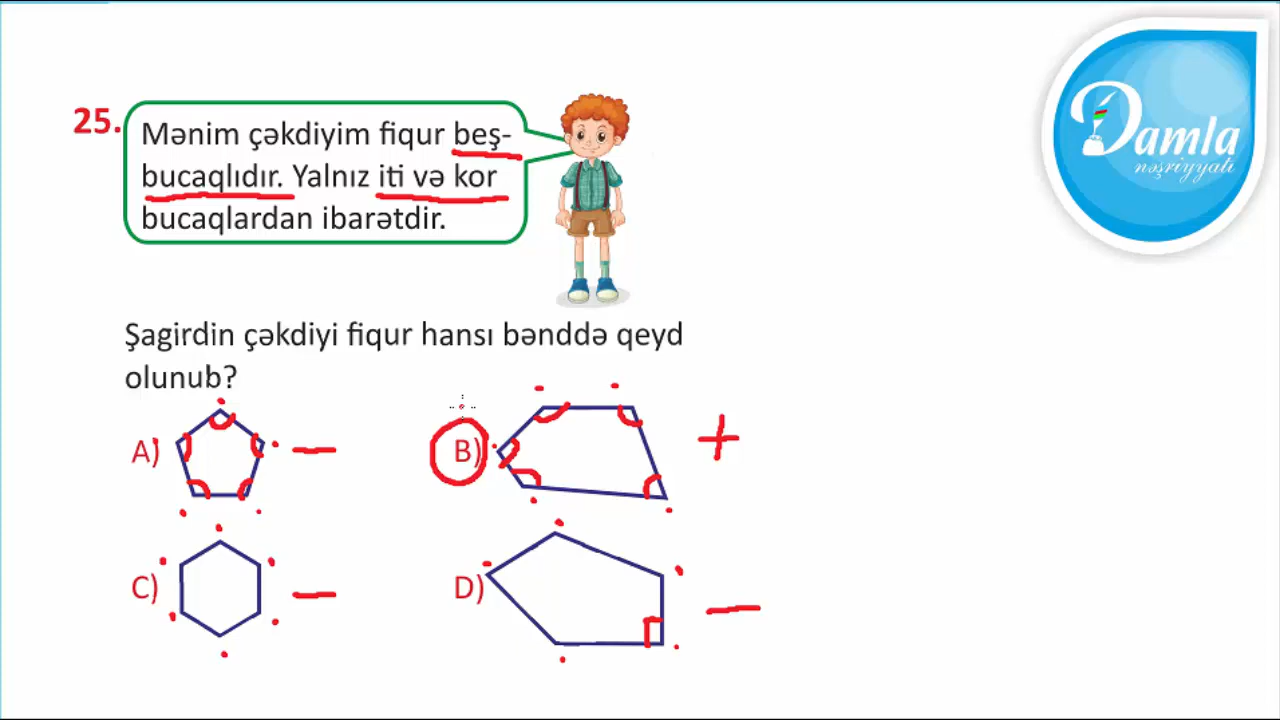 25.
Mənim çəkdiyim fiqur beş-
bucaqlıdır. Yalnız iti və kor
bucaqlardan ibarətdir.
Şagirdin çəkdiyi fiqur hansı bənddə qeyd
olunub?
A)
B)
C)
D)
Damla
nəşriyyatı